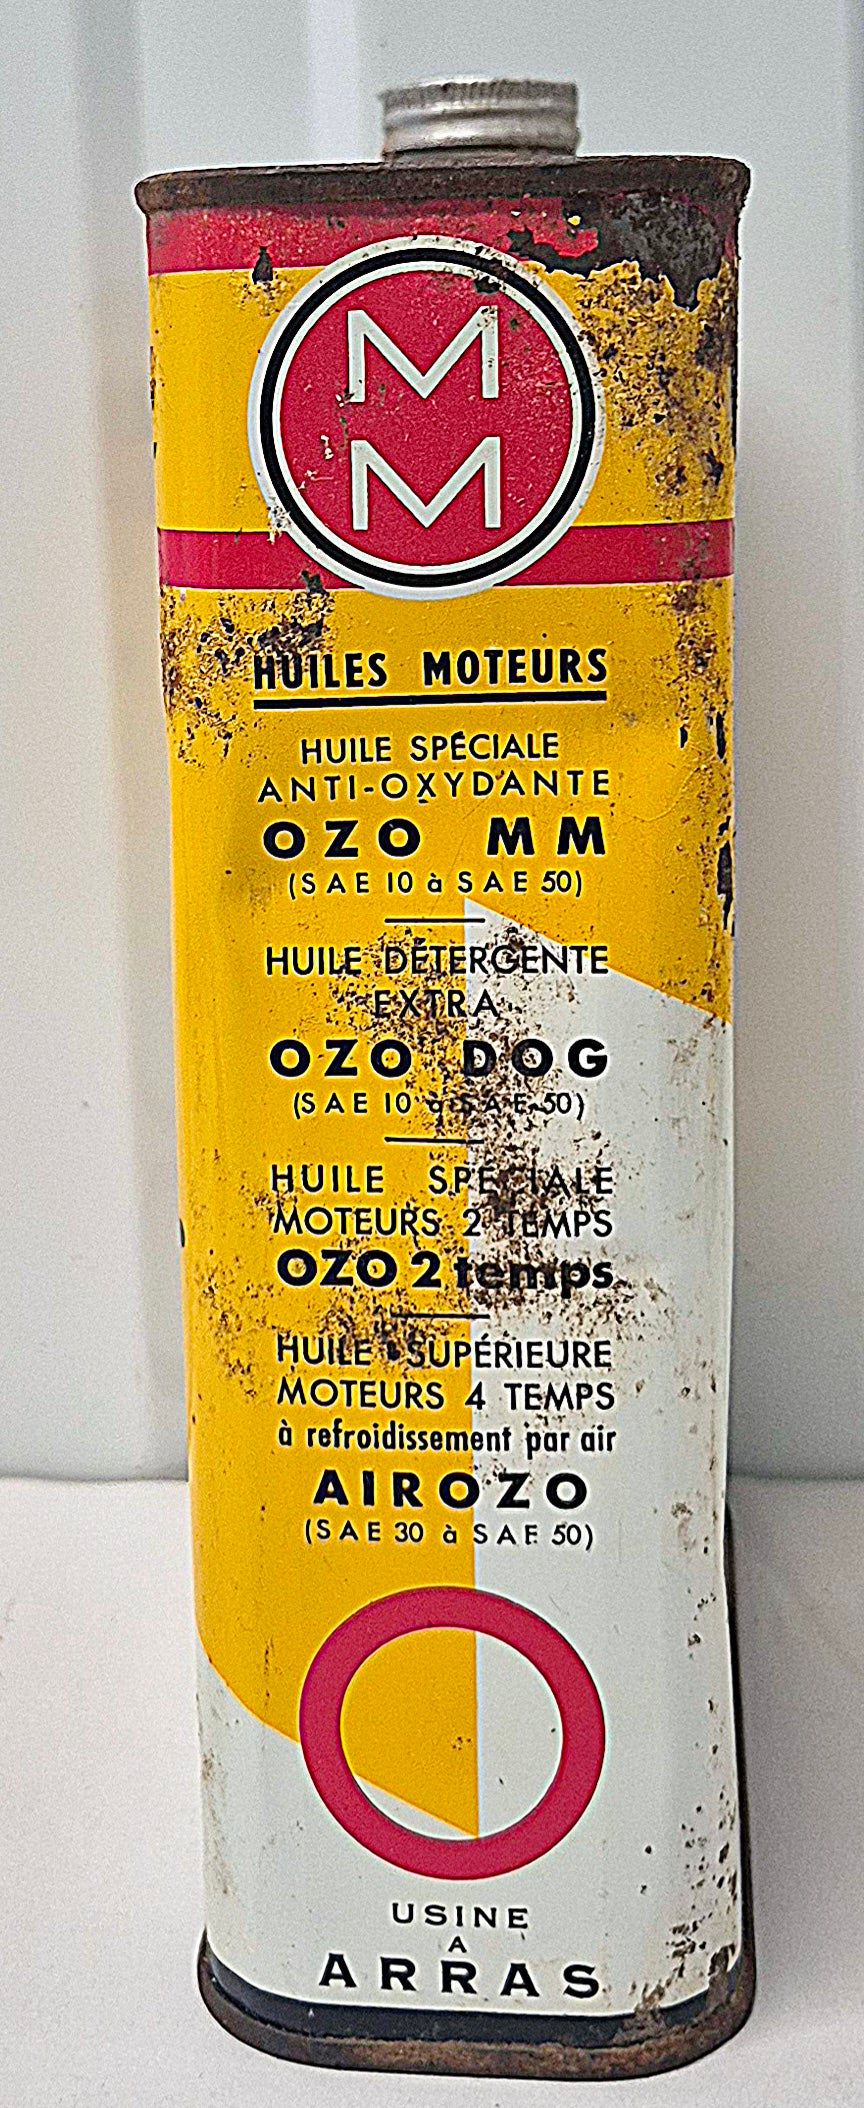 M
M
HUILES MOTEURS
HUILE SPÉCIALE
ANTI-OXYDANTE
OZO MM
(SAE 10 à SAE 50)
HUILE DÉTERGENTE
EXTRA
OZO DOG
(SAE 10 à SAE 50)
HUILE SPÉCIALE
MOTEURS 2 TEMPS
OZO 2 temps
HUILE SUPÉRIEURE
MOTEURS 4 TEMPS
à refroidissement par air
AIROZO
(SAE 30 à SAE 50)
USINE
A
ARRAS